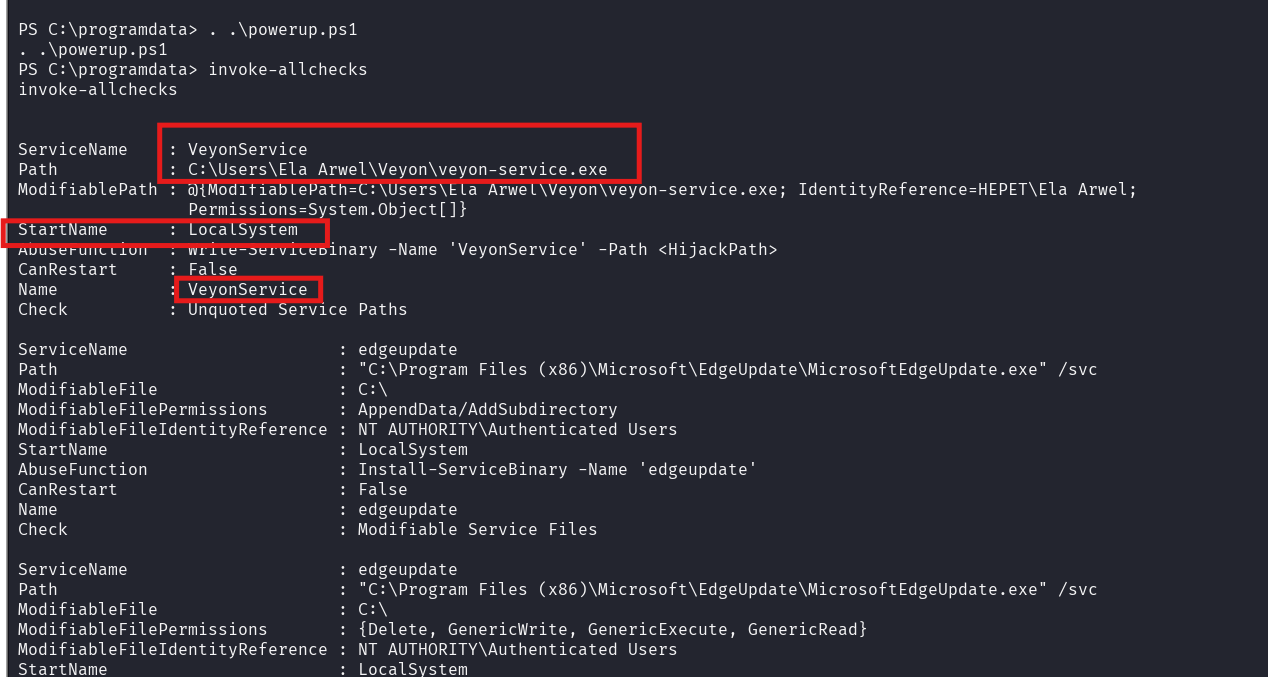 PS C:\programdata> . .\powerup.ps1
. .\powerup.ps1
PS C:\programdata> invoke-allchecks
invoke-allchecks
ServiceName    : VeyonService
Path           : C:\Users\Ela Arwel\Veyon\veyon-service.exe
ModifiablePath : @{ModifiablePath=C:\Users\Ela Arwel\Veyon\veyon-service.exe; IdentityReference=HEPET\Ela Arwel;
                 Permissions=System.Object[]}
StartName      : LocalSystem
AbuseFunction  : Write-ServiceBinary -Name 'VeyonService' -Path <HijackPath>
CanRestart     : False
Name           : VeyonService
Check          : Unquoted Service Paths
ServiceName                     : edgeupdate
Path                            : "C:\Program Files (x86)\Microsoft\EdgeUpdate\MicrosoftEdgeUpdate.exe" /svc
ModifiableFile                  : C:\
ModifiableFilePermissions       : AppendData/AddSubdirectory
ModifiableFileIdentityReference : NT AUTHORITY\Authenticated Users
StartName                       : LocalSystem
AbuseFunction                   : Install-ServiceBinary -Name 'edgeupdate'
CanRestart                      : False
Name                            : edgeupdate
Check                           : Modifiable Service Files
ServiceName                     : edgeupdate
Path                            : "C:\Program Files (x86)\Microsoft\EdgeUpdate\MicrosoftEdgeUpdate.exe" /svc
ModifiableFile                  : C:\
ModifiableFilePermissions       : {Delete, GenericWrite, GenericExecute, GenericRead}
ModifiableFileIdentityReference : NT AUTHORITY\Authenticated Users
StartName                       : LocalSystem